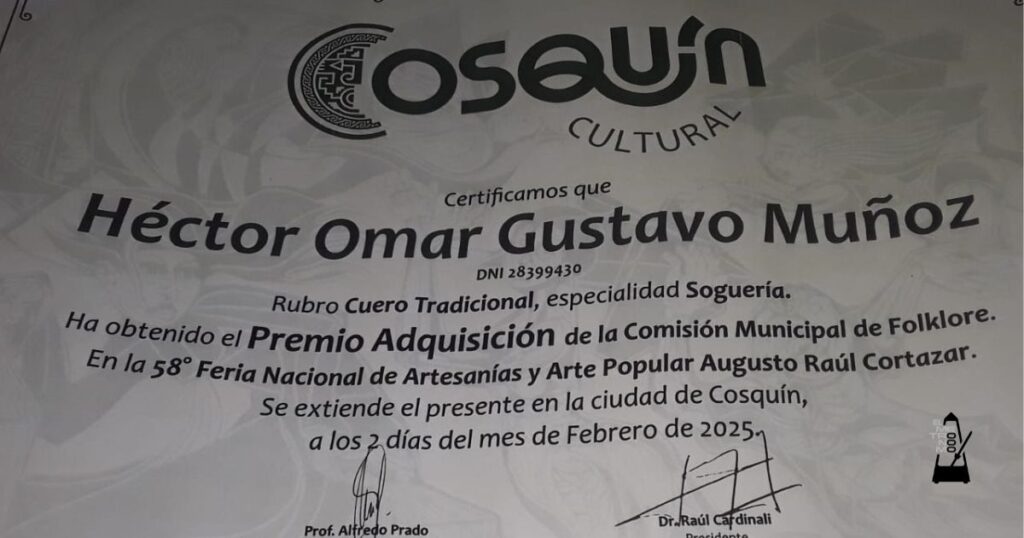 Cosquín
CULTURAL
Certificamos que
Héctor Omar Gustavo Muñoz
DNI 28399430
Rubro Cuero Tradicional, especialidad Soguería.
Ha obtenido el Premio Adquisición de la Comisión Municipal de Folklore.
En la 58° Feria Nacional de Artesanías y Arte Popular Augusto Raúl Cortazar.
Se extiende el presente en la ciudad de Cosquín,
a los 2 días del mes de Febrero de 2025.
Prof. Alfredo Prado
Dr. Raúl Cardinali
Presidente